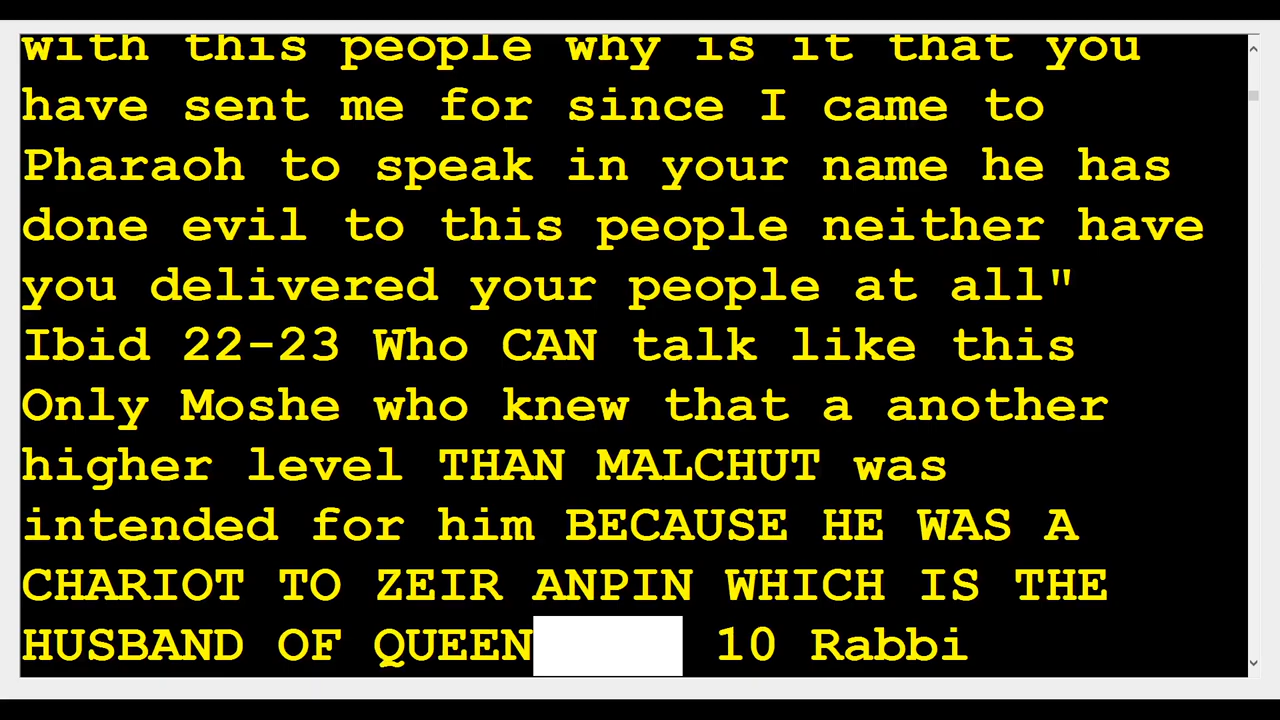 with this people why is it that you
have sent me for since I came to
Pharaoh to speak in your name he has
done evil to this people neither have
you delivered your people at all"
Ibid 22-23 Who CAN talk like this
Only Moshe who knew that a another
higher level THAN MALCHUT was
intended for him BECAUSE HE WAS A
CHARIOT TO ZEIR ANPIN WHICH IS THE
HUSBAND OF QUEEN 10 Rabbi